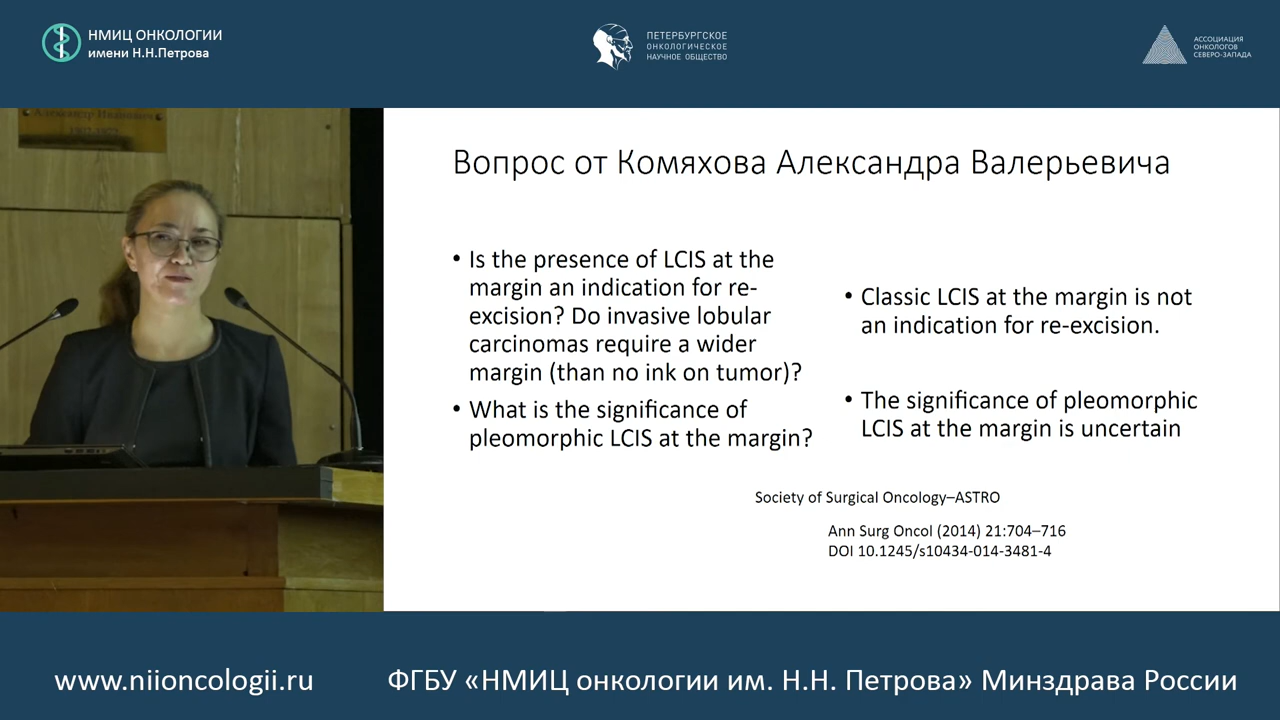 НМИЦ ОНКОЛОГИИ
имени Н.Н.Петрова
ПЕТЕРБУРГСКОЕ
ОНКОЛОГИЧЕСКОЕ
НАУЧНОЕ ОБЩЕСТВО
АССОЦИАЦИЯ
ОНКОЛОГОВ
СЕВЕРО-ЗАПАДА
Александр Иванович
Вопрос от Комяхова Александра Валерьевича
• Is the presence of LCIS at the
margin an indication for re-
excision? Do invasive lobular
carcinomas require a wider
margin (than no ink on tumor)?
• What is the significance of
pleomorphic LCIS at the margin?
• Classic LCIS at the margin is not
an indication for re-excision.
• The significance of pleomorphic
LCIS at the margin is uncertain
Society of Surgical Oncology–ASTRO
Ann Surg Oncol (2014) 21:704–716
DOI 10.1245/s10434-014-3481-4
www.niioncologii.ru
ФГБУ «НМИЦ онкологии им. Н.Н. Петрова» Минздрава России